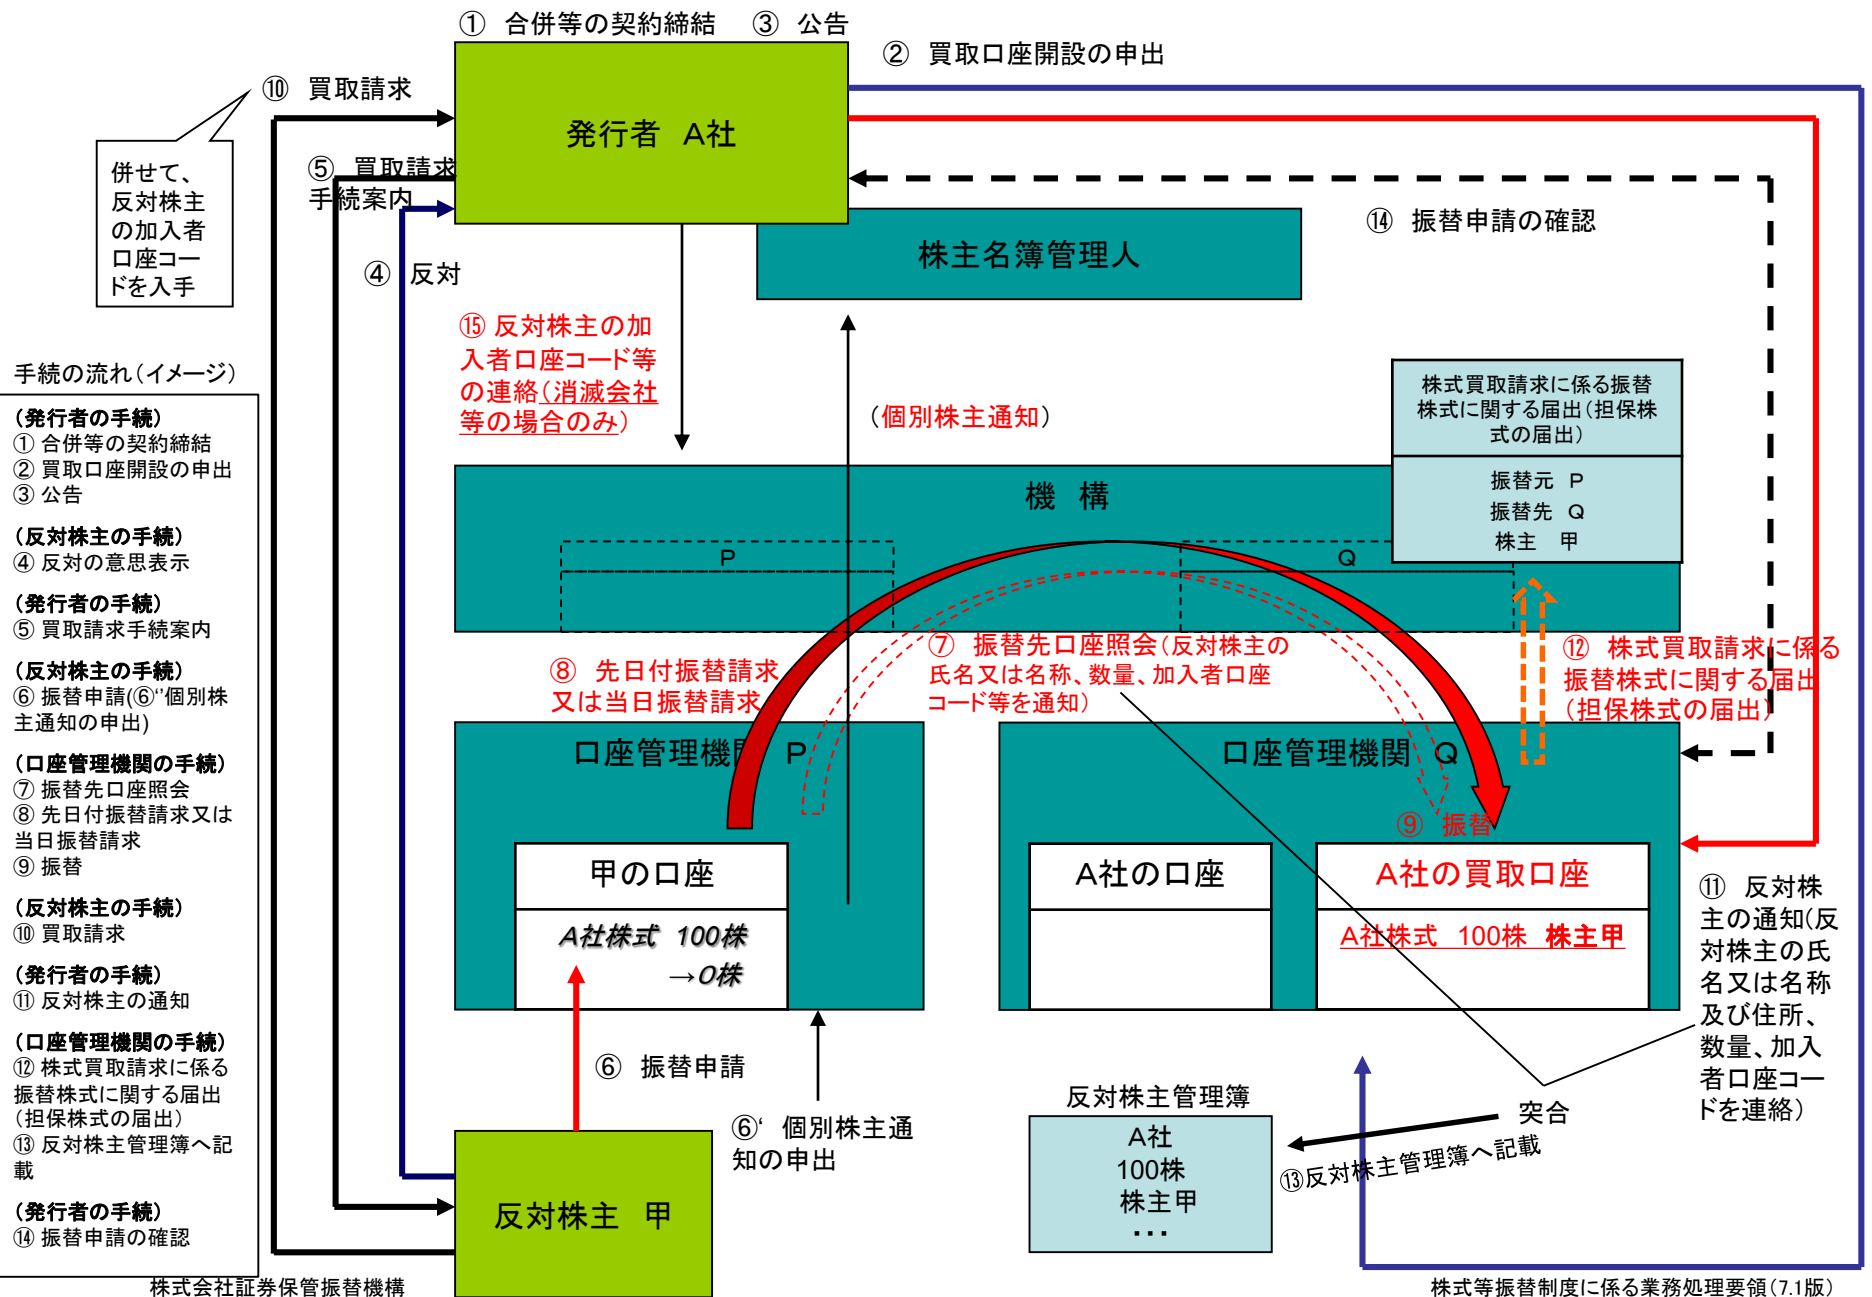 ① 合併等の契約締結　③ 公告
② 買取口座開設の申出
⑩ 買取請求
発行者　A社
併せて、
反対株主
の加入者
口座コー
ドを入手
⑤ 買取請求
手続案内
④ 反対
株主名簿管理人
⑭ 振替申請の確認
⑮ 反対株主の加
入者口座コード等
の連絡(消滅会社
等の場合のみ)
(個別株主通知)
株式買取請求に係る振替
株式に関する届出(担保株
式の届出)
振替元　P
振替先　Q
株主　甲
手続の流れ(イメージ)
(発行者の手続)
① 合併等の契約締結
② 買取口座開設の申出
③ 公告
(反対株主の手続)
④ 反対の意思表示
(発行者の手続)
⑤ 買取請求手続案内
(反対株主の手続)
⑥ 振替申請(⑥‘’個別株
主通知の申出)
(口座管理機関の手続)
⑦ 振替先口座照会
⑧ 先日付振替請求又は
当日振替請求
⑨ 振替
(反対株主の手続)
⑩ 買取請求
(発行者の手続)
⑪ 反対株主の通知
(口座管理機関の手続)
⑫ 株式買取請求に係る
振替株式に関する届出
(担保株式の届出)
⑬ 反対株主管理簿へ記
載
(発行者の手続)
⑭ 振替申請の確認
機　構
P
Q
⑧ 先日付振替請求
又は当日振替請求
⑦ 振替先口座照会(反対株主の
氏名又は名称、数量、加入者口座
コード等を通知)
⑫ 株式買取請求に係る
振替株式に関する届出
(担保株式の届出)
口座管理機関　P
口座管理機関　Q
⑨ 振替
甲の口座
A社株式　100株
→0株
A社の口座
A社の買取口座
A社株式　100株　株主甲
⑪ 反対株
主の通知(反
対株主の氏
名又は名称
及び住所、
数量、加入
者口座コー
ドを連絡)
⑥ 振替申請
⑥‘ 個別株主通
知の申出
反対株主管理簿
A社
100株
株主甲
・・・
突合
⑬反対株主管理簿へ記載
反対株主　甲
株式会社証券保管振替機構
株式等振替制度に係る業務処理要領(7.1版)